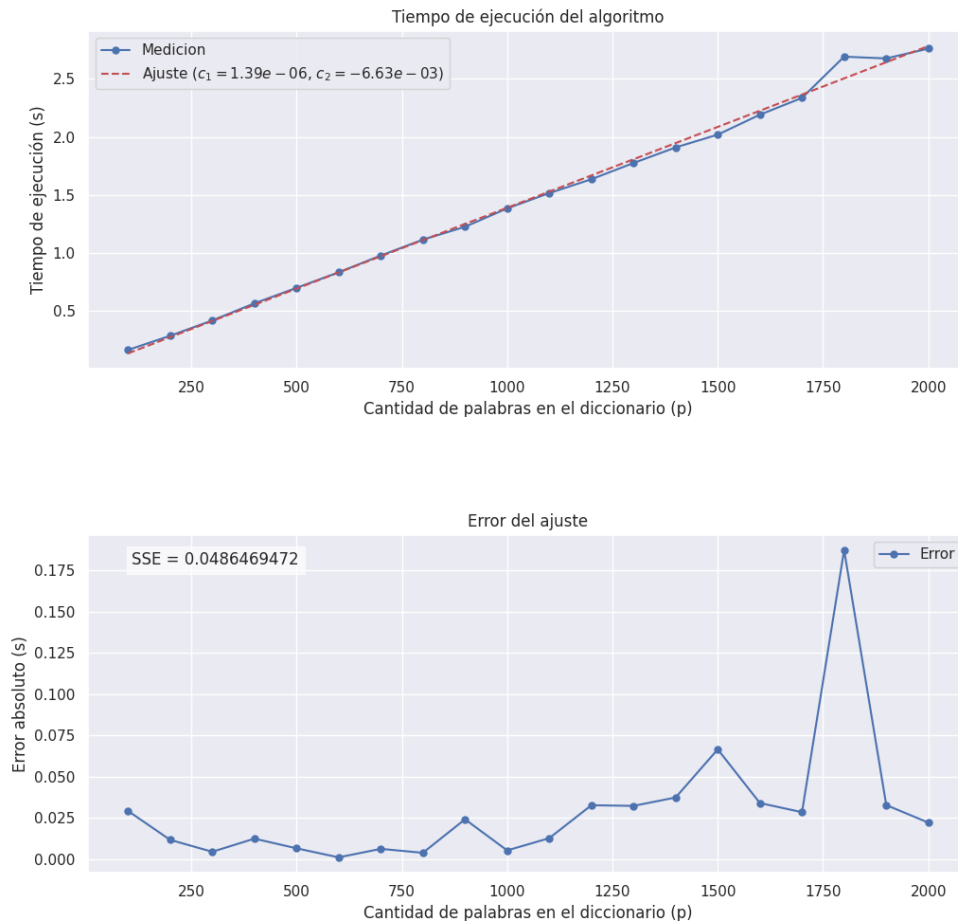 Tiempo de ejecución del algoritmo
Medicion
Ajuste (c₁ = 1.39e − 06, c₂ = −6.63e − 03)
Tiempo de ejecución (s)
2.5
2.0
1.5
1.0
0.5
250 500 750 1000 1250 1500 1750 2000
Cantidad de palabras en el diccionario (p)
Error del ajuste
SSE = 0.0486469472
Error
Error absoluto (s)
0.175
0.150
0.125
0.100
0.075
0.050
0.025
0.000
250 500 750 1000 1250 1500 1750 2000
Cantidad de palabras en el diccionario (p)